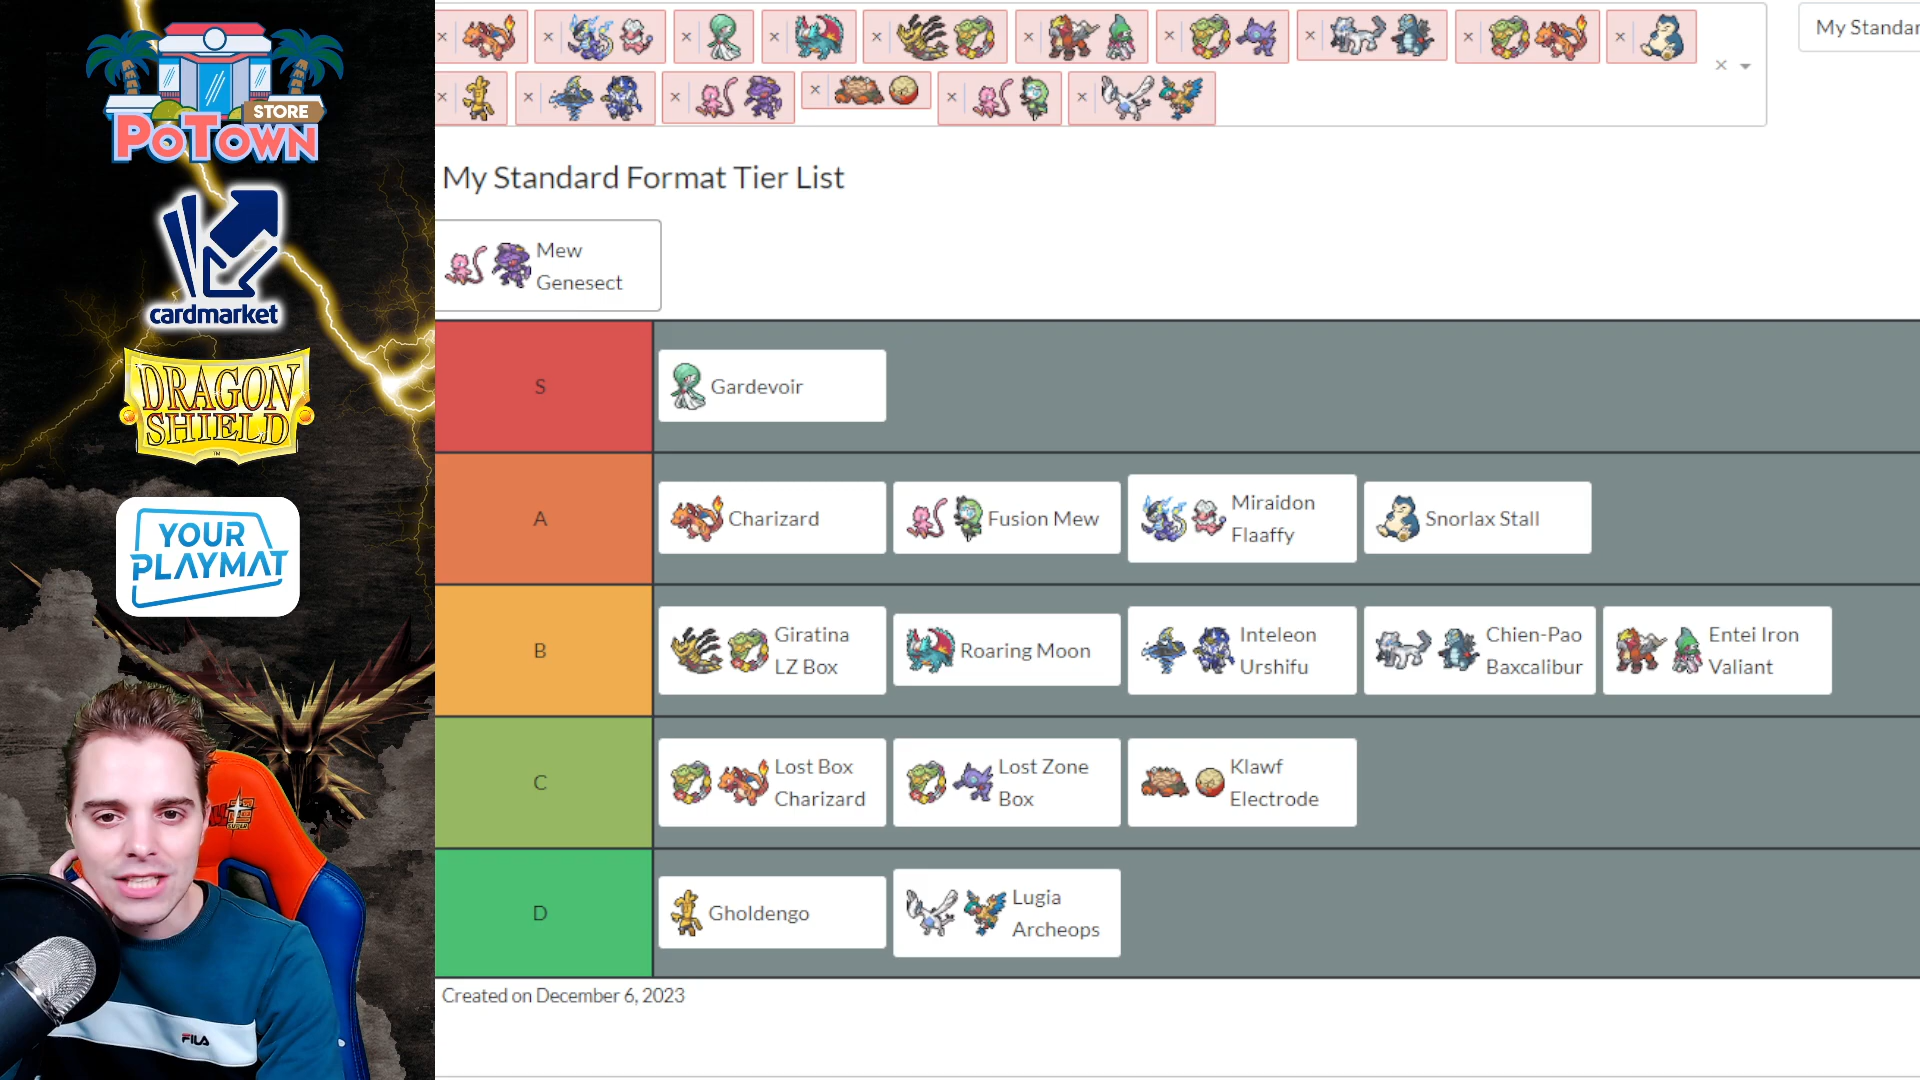 STORE
PoTown
cardmarket
DRAGON
SHIELD
YOUR
PLAYMAT
FILA
My Standar
My Standard Format Tier List
Mew
Genesect
S
Gardevoir
A
Charizard
Fusion Mew
Miraidon
Flaaffy
Snorlax Stall
B
Giratina
LZ Box
Roaring Moon
Inteleon
Urshifu
Chien-Pao
Baxcalibur
Entei Iron
Valiant
C
Lost Box
Charizard
Lost Zone
Box
Klawf
Electrode
D
Gholdengo
Lugia
Archeops
Created on December 6, 2023